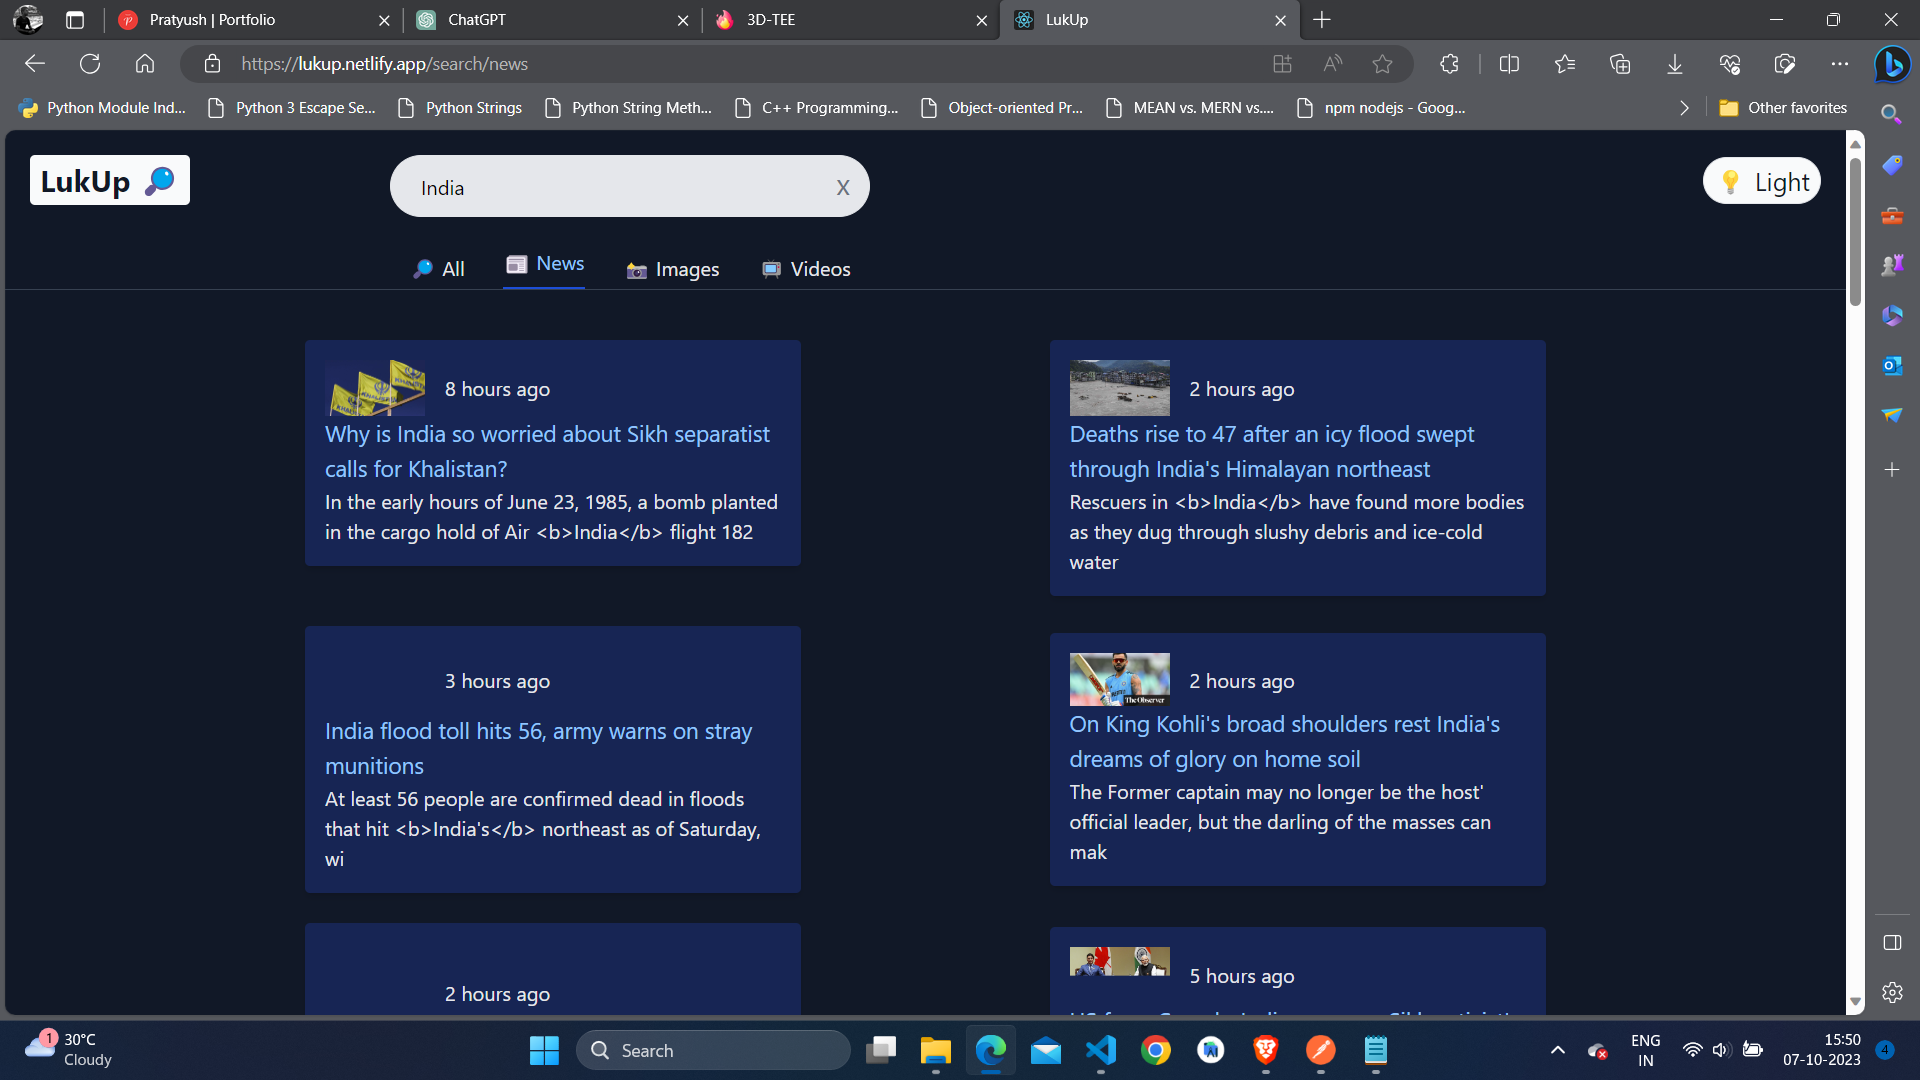 Pratyush | Portfolio
ChatGPT
3D-TEE
LukUp
https://lukup.netlify.app/search/news
Python Module Ind...
Python 3 Escape Se...
Python Strings
Python String Meth...
C++ Programming...
Object-oriented Pr...
MEAN vs. MERN vs....
npm nodejs - Goog...
Other favorites
LukUp
India
X
Light
All
News
Images
Videos
8 hours ago
Why is India so worried about Sikh separatist
calls for Khalistan?
In the early hours of June 23, 1985, a bomb planted
in the cargo hold of Air <b>India</b> flight 182
2 hours ago
Deaths rise to 47 after an icy flood swept
through India's Himalayan northeast
Rescuers in <b>India</b> have found more bodies
as they dug through slushy debris and ice-cold
water
3 hours ago
India flood toll hits 56, army warns on stray
munitions
At least 56 people are confirmed dead in floods
that hit <b>India's</b> northeast as of Saturday,
wi
The Observer
2 hours ago
On King Kohli's broad shoulders rest India's
dreams of glory on home soil
The Former captain may no longer be the host'
official leader, but the darling of the masses can
mak
2 hours ago
5 hours ago
1
30°C
Cloudy
Search
ENG
IN
15:50
07-10-2023
4